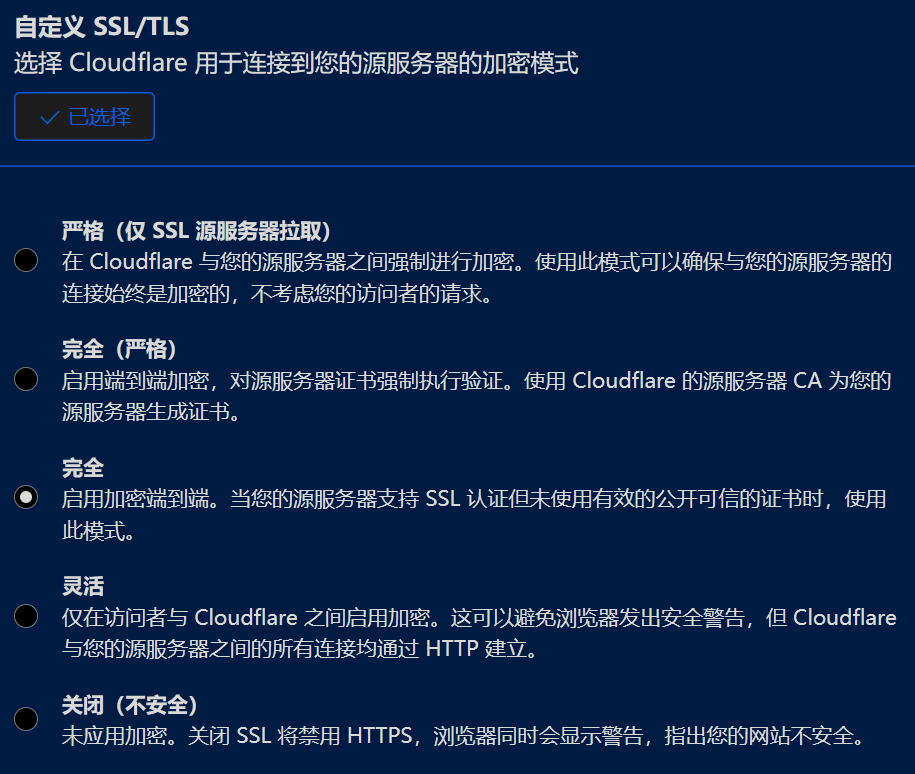 自定义 SSL/TLS
选择 Cloudflare 用于连接到您的源服务器的加密模式
已选择
严格（仅 SSL 源服务器拉取）
在 Cloudflare 与您的源服务器之间强制进行加密。使用此模式可以确保与您的源服务器的
连接始终是加密的，不考虑您的访问者的请求。
完全（严格）
启用端到端加密，对源服务器证书强制执行验证。使用 Cloudflare 的源服务器 CA 为您的
源服务器生成证书。
完全
启用加密端到端。当您的源服务器支持 SSL 认证但未使用有效的公开可信的证书时，使用
此模式。
灵活
仅在访问者与 Cloudflare 之间启用加密。这可以避免浏览器发出安全警告，但 Cloudflare
与您的源服务器之间的所有连接均通过 HTTP 建立。
关闭（不安全）
未应用加密。关闭 SSL 将禁用 HTTPS，浏览器同时会显示警告，指出您的网站不安全。